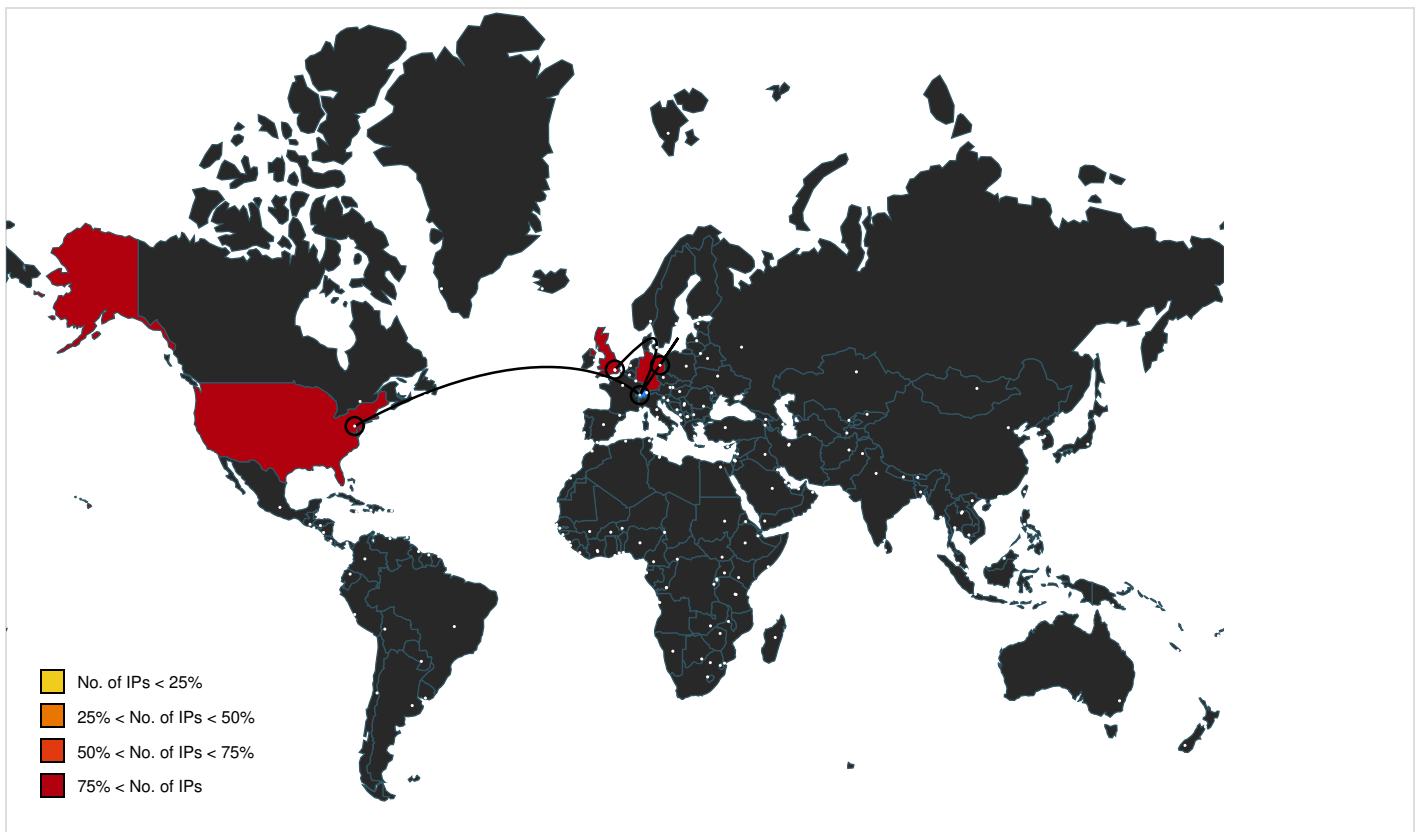 No. of IPs < 25%
25% < No. of IPs < 50%
50% < No. of IPs < 75%
75% < No. of IPs